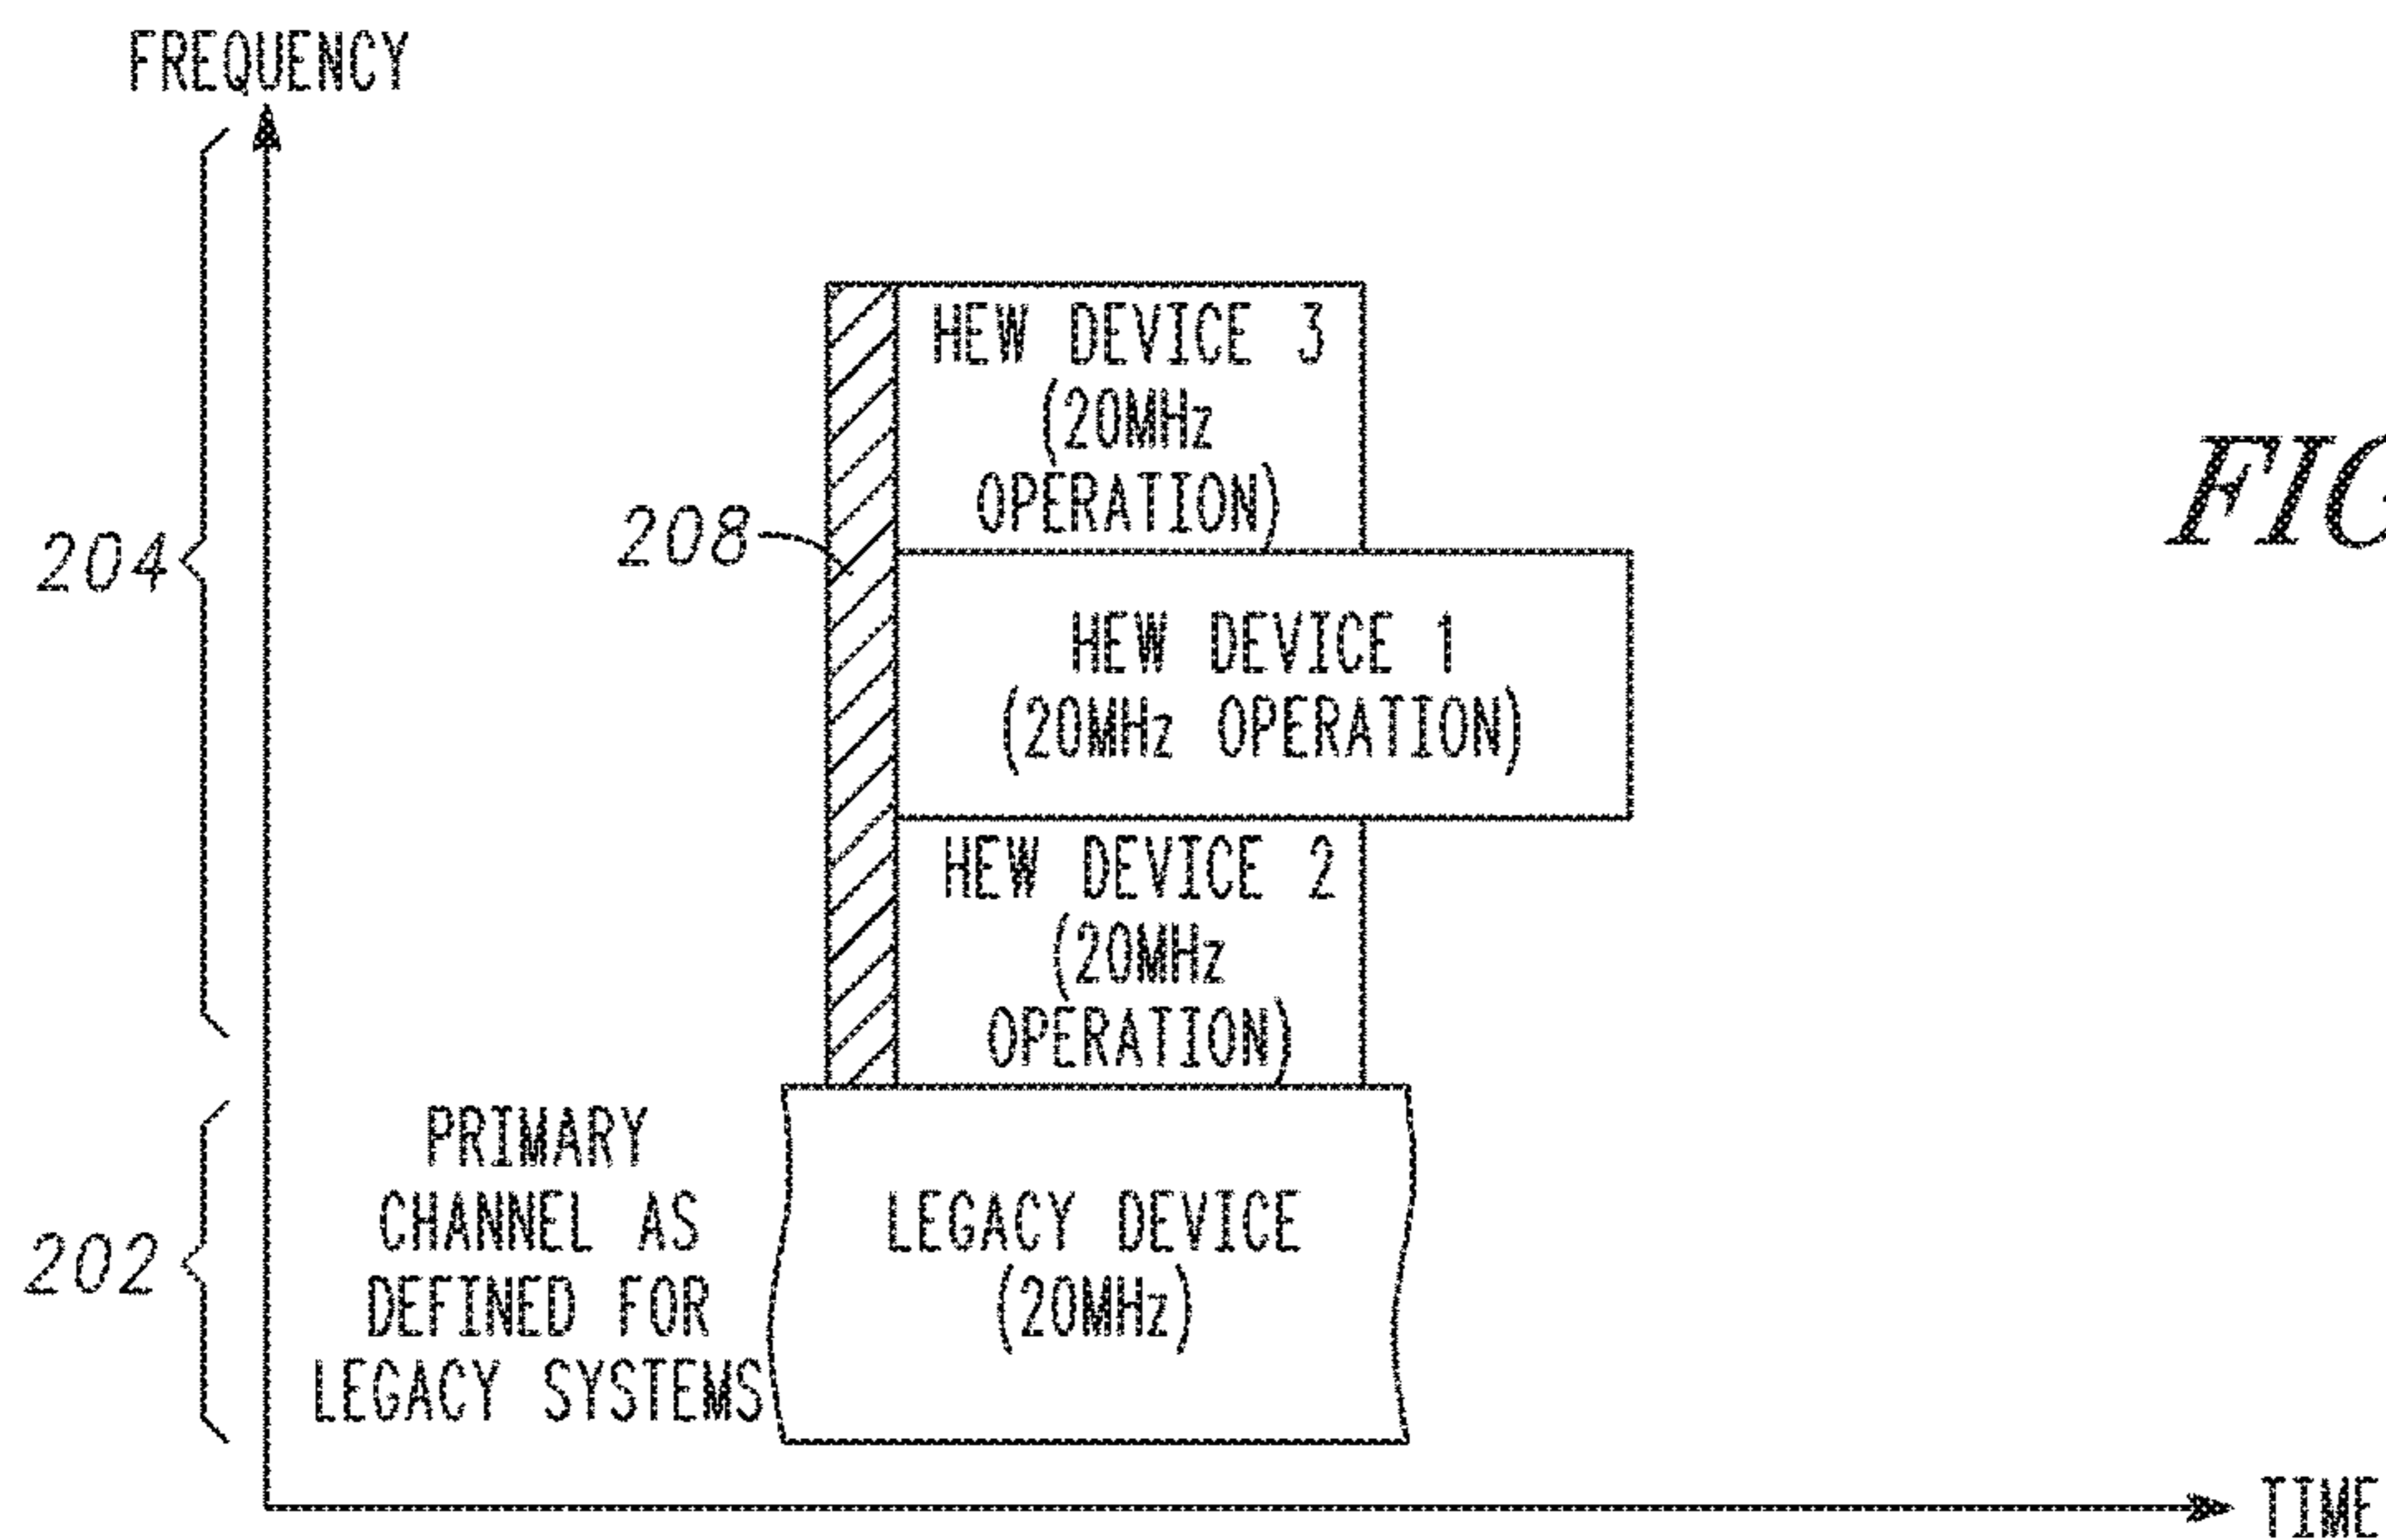 FREQUENCY
204
208
HEW DEVICE 3
(20MHz
OPERATION)
FIG
HEW DEVICE 1
(20MHz OPERATION)
HEW DEVICE 2
(20MHz
OPERATION)
202
PRIMARY
CHANNEL AS
DEFINED FOR
LEGACY SYSTEMS
LEGACY DEVICE
(20MHz)
TIME